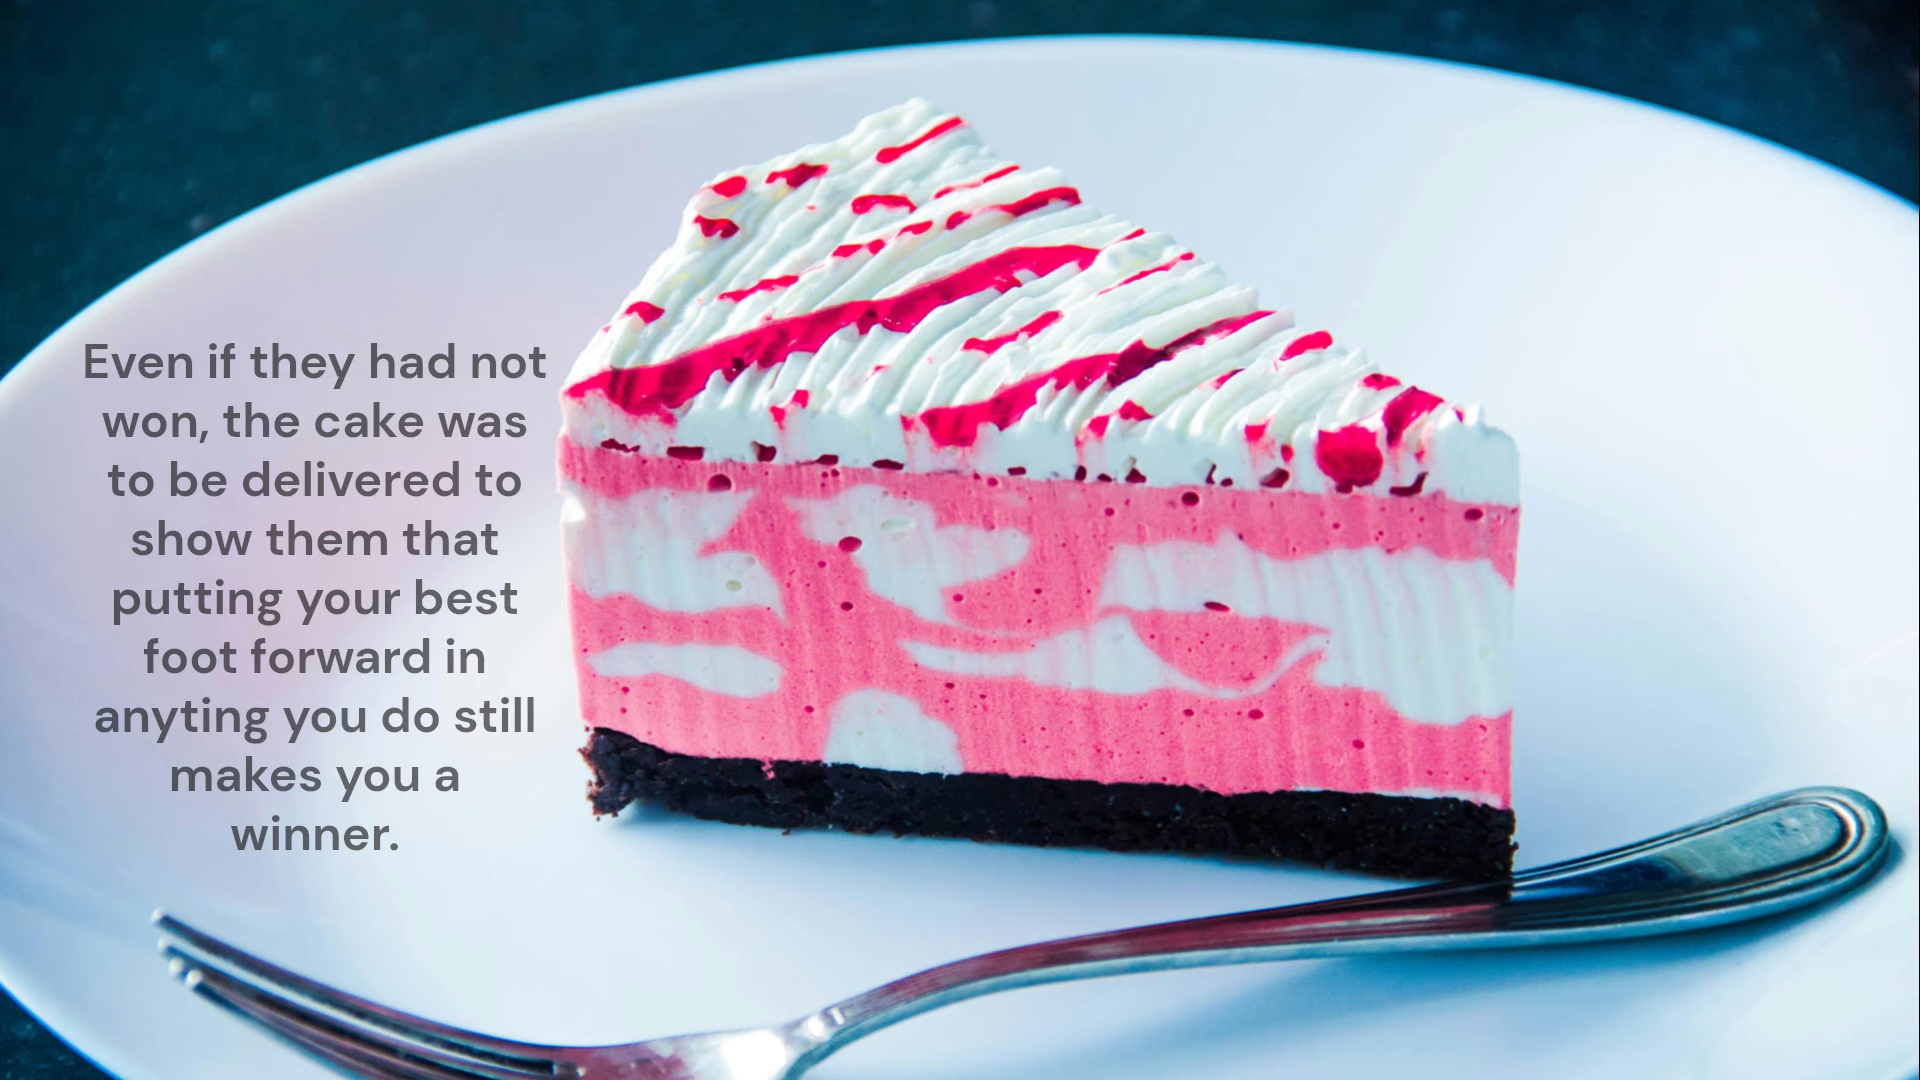 Even if they had not
won, the cake was
to be delivered to
show them that
putting your best
foot forward in
anyting you do still
makes you a
winner.